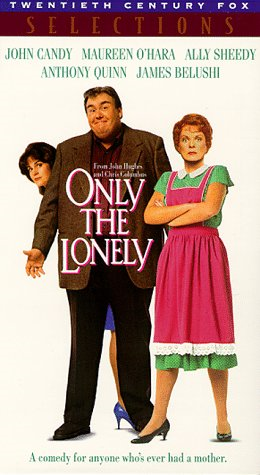 TWENTIETH CENTURY FOX
SELECTIONS
JOHN CANDY MAUREEN O'HARA ALLY SHEEDY
ANTHONY QUINN JAMES BELUSHI
From John Hughes
and Chris Columbus
ONLY
THE
LONELY
A comedy for anyone who's ever had a mother.